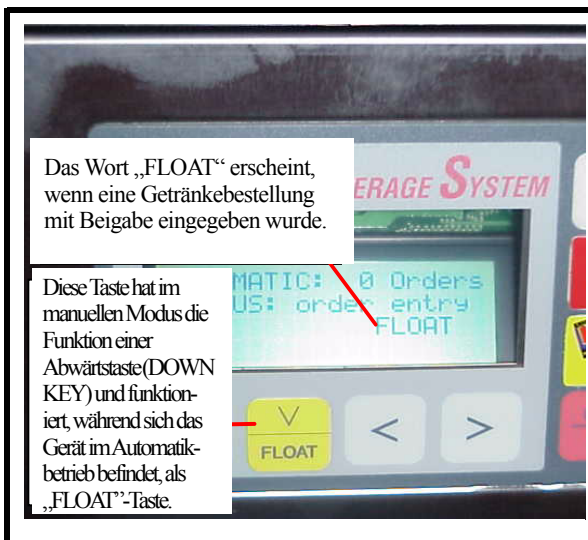 Das Wort „FLOAT“ erscheint,
wenn eine Getränkebestellung
mit Beigabe eingegeben wurde.
ERAGE SYSTEM
MATIC: 0 Orders
US: order entry
FLOAT
Diese Taste hat im
manuellen Modus die
Funktion einer
Abwärtstaste (DOWN
KEY) und funktion-
iert, während sich das
Gerät im Automatik-
betrieb befindet, als
„FLOAT”-Taste.
V
FLOAT
<
>